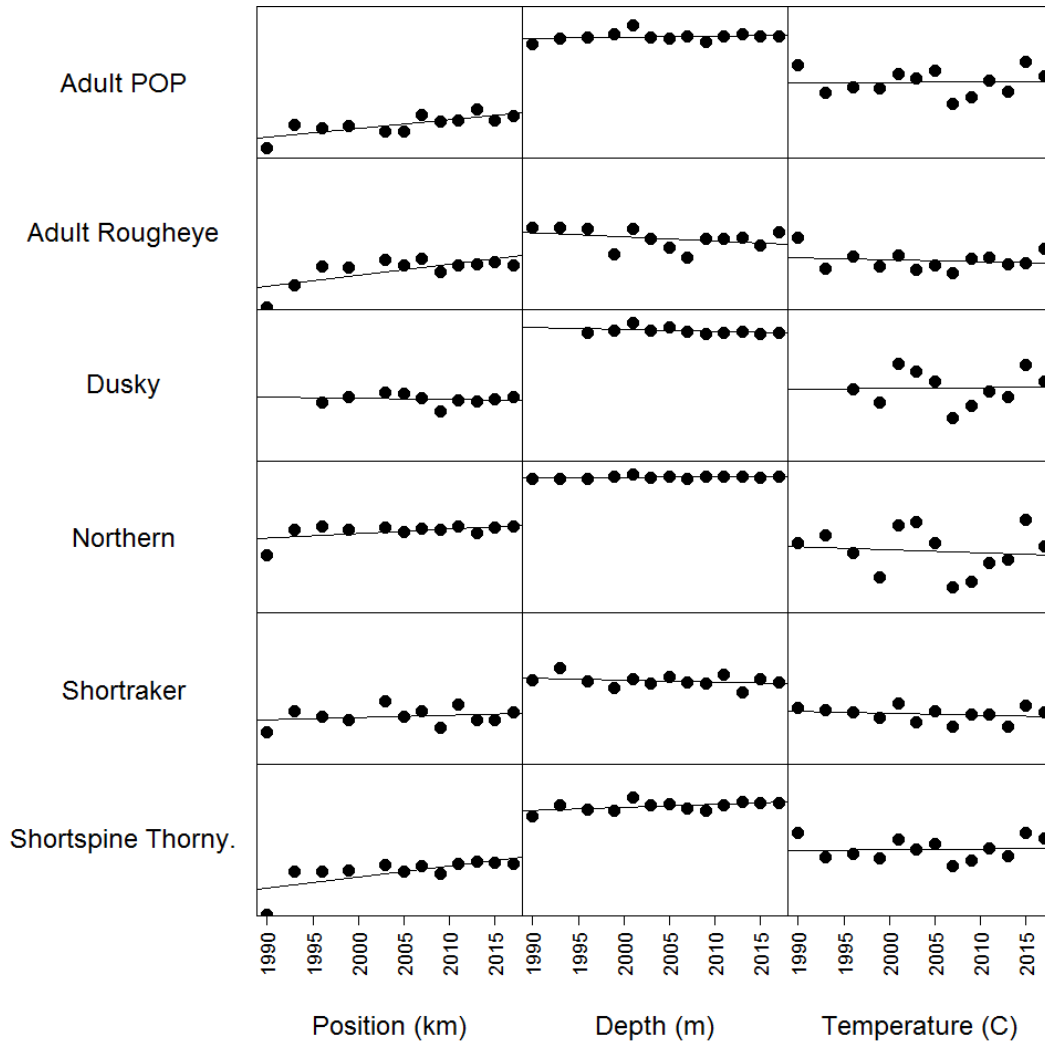 Adult POP
Adult Rougheye
Dusky
Northern
Shortraker
Shortspine Thorny.
1990 1995 2000 2005 2010 2015 1990 1995 2000 2005 2010 2015 1990 1995 2000 2005 2010 2015
Position (km) Depth (m) Temperature (C)